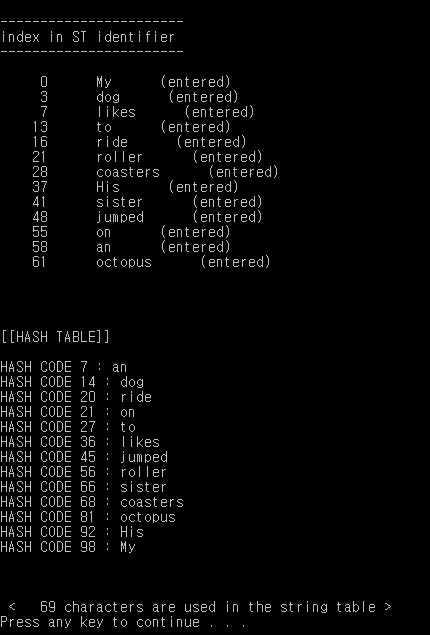 -----------------------
index in ST identifier
-----------------------
0 My (entered)
3 dog (entered)
7 likes (entered)
13 to (entered)
16 ride (entered)
21 roller (entered)
28 coasters (entered)
37 His (entered)
41 sister (entered)
48 jumped (entered)
55 on (entered)
58 an (entered)
61 octopus (entered)
[[HASH TABLE]]
HASH CODE 7 : an
HASH CODE 14 : dog
HASH CODE 20 : ride
HASH CODE 21 : on
HASH CODE 27 : to
HASH CODE 36 : likes
HASH CODE 45 : jumped
HASH CODE 56 : roller
HASH CODE 66 : sister
HASH CODE 68 : coasters
HASH CODE 81 : octopus
HASH CODE 92 : His
HASH CODE 98 : My
< 69 characters are used in the string table >
Press any key to continue . . .